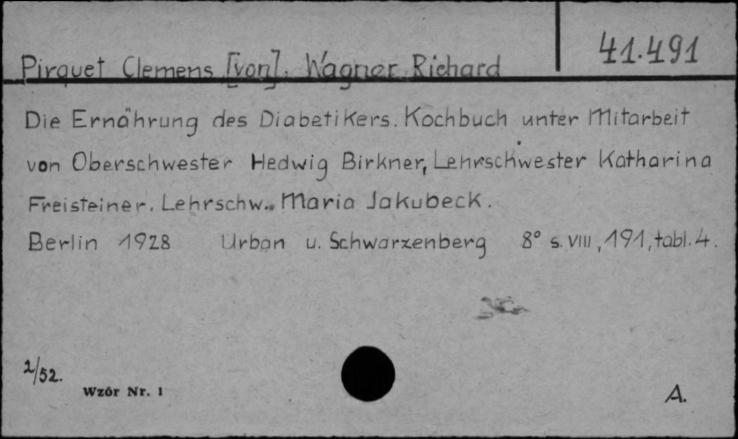 41.491
Pirquet Clemens [von]. Wagner Richard
Die Ernährung des Diabetikers. Kochbuch unter Mitarbeit
von Oberschwester Hedwig Birkner, Lehrschwester Katharina
Freisteiner. Lehrschw. Maria Jakubeck.
Berlin 1928 Urban u. Schwarzenberg 8° s. VIII, 191, tabl. 4.
2/52.
Wzór Nr. 1
A.